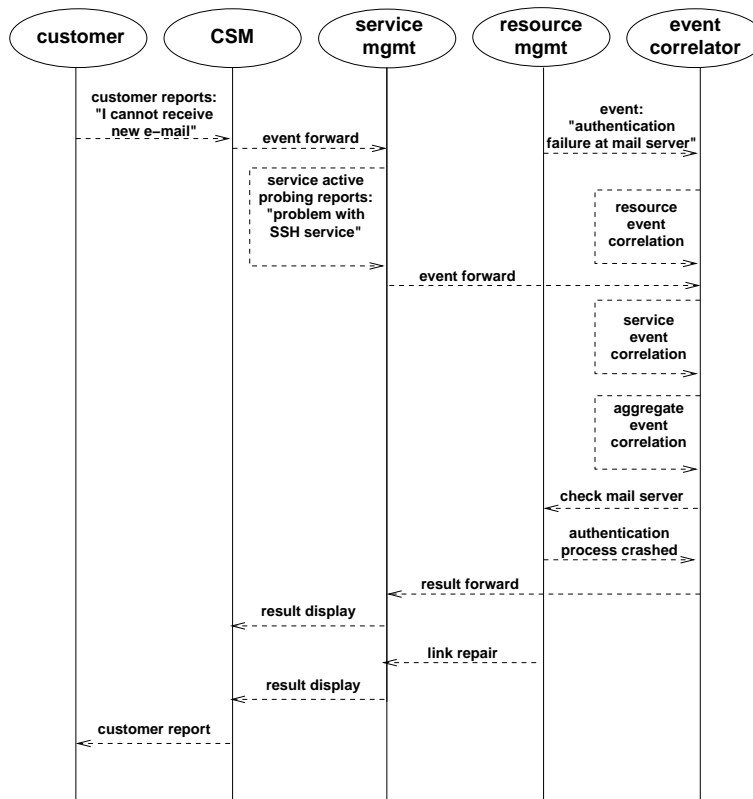 customer
CSM
service
mgmt
resource
mgmt
event
correlator
customer reports:
"I cannot receive
new e−mail"
event forward
event:
"authentication
failure at mail server"
service active
probing reports:
"problem with
SSH service"
resource
event
correlation
event forward
service
event
correlation
aggregate
event
correlation
check mail server
authentication
process crashed
result forward
result display
link repair
result display
customer report